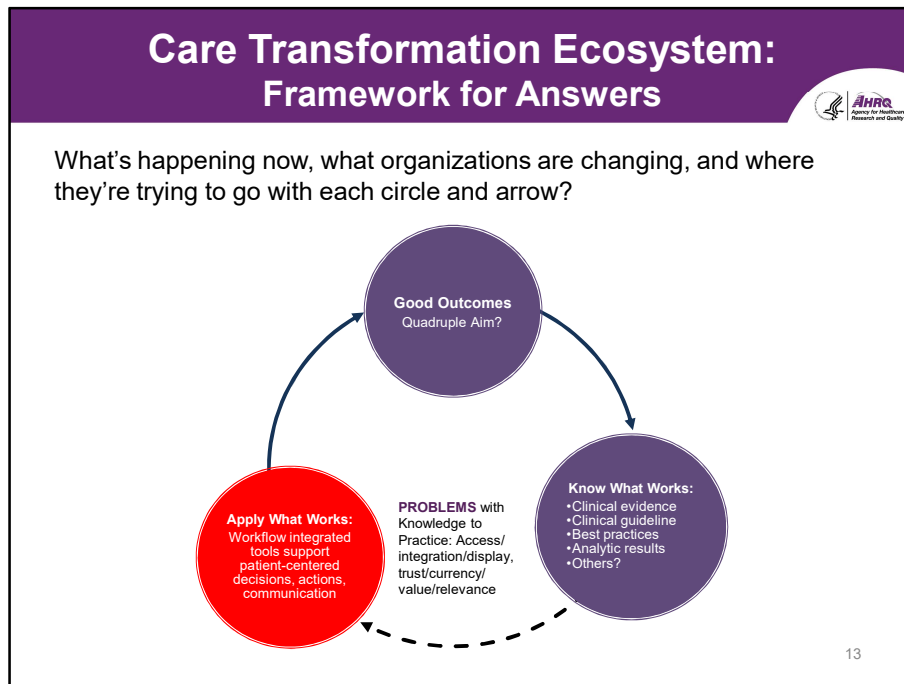 Care Transformation Ecosystem:
Framework for Answers
AHRQ
Agency for Healthcare
Research and Quality
What's happening now, what organizations are changing, and where
they're trying to go with each circle and arrow?
Good Outcomes
Quadruple Aim?
Know What Works:
•Clinical evidence
•Clinical guideline
•Best practices
•Analytic results
•Others?
PROBLEMS with
Knowledge to
Practice: Access/
integration/display,
trust/currency/
value/relevance
Apply What Works:
Workflow integrated
tools support
patient-centered
decisions, actions,
communication
13